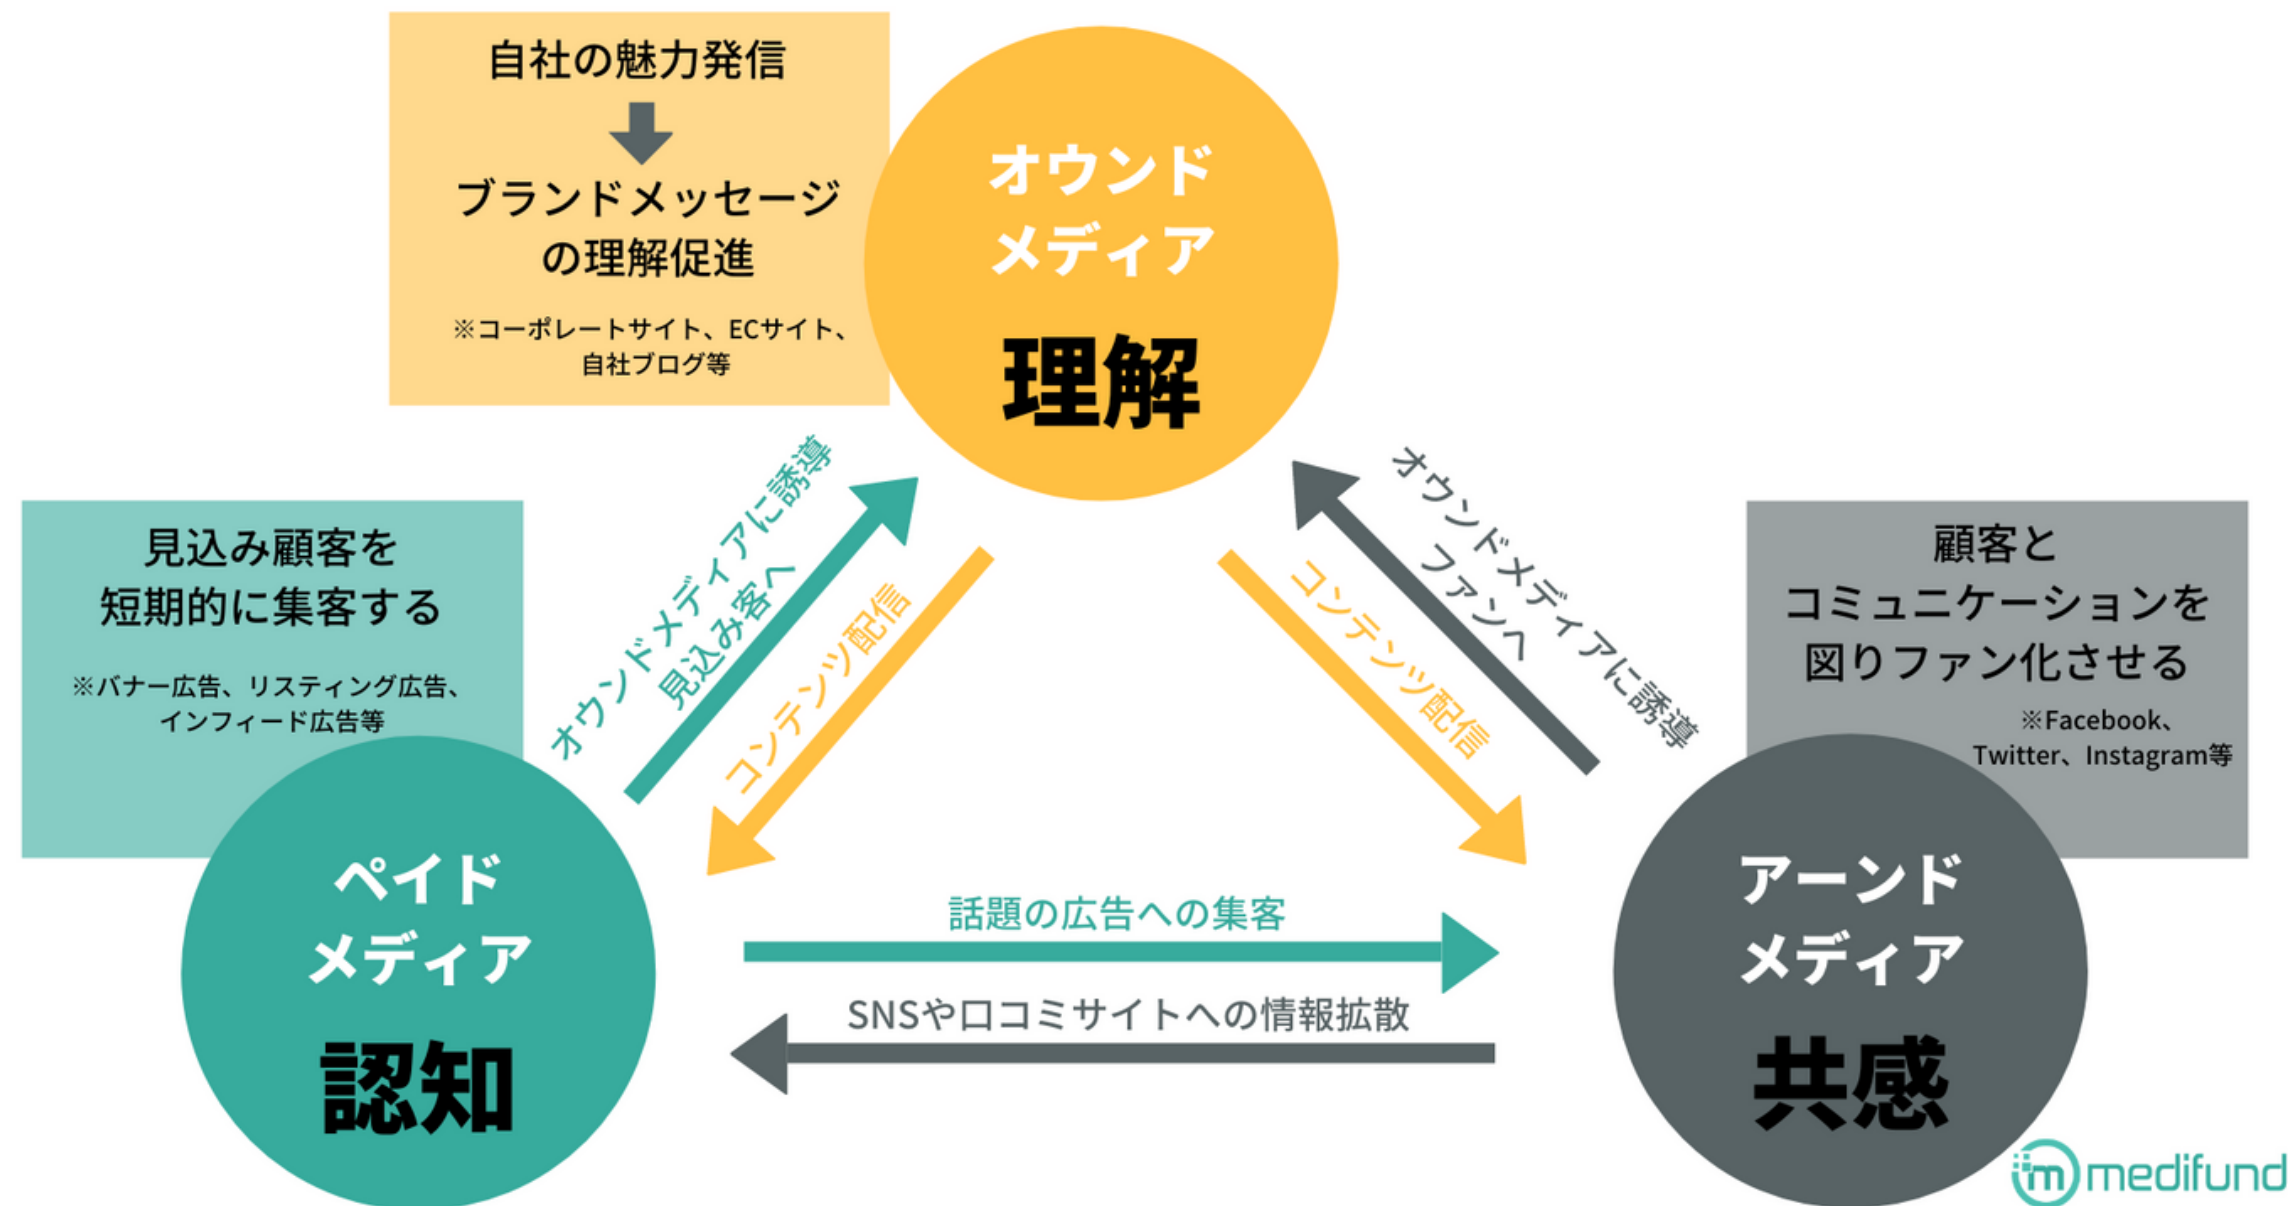 自社の魅力発信
ブランドメッセージ
の理解促進
※コーポレートサイト、ECサイト、
自社ブログ等
オウンド
メディア
理解
見込み顧客を
短期的に集客する
※バナー広告、リスティング広告、
インフィード広告等
ペイド
メディア
認知
オウンドメディアに誘導
見込み客へ
コンテンツ配信
コンテンツ配信
オウンドメディアに誘導
ファンへ
顧客と
コミュニケーションを
図りファン化させる
※Facebook、
Twitter、Instagram等
アーンド
メディア
共感
話題の広告への集客
SNSや口コミサイトへの情報拡散
m medifund